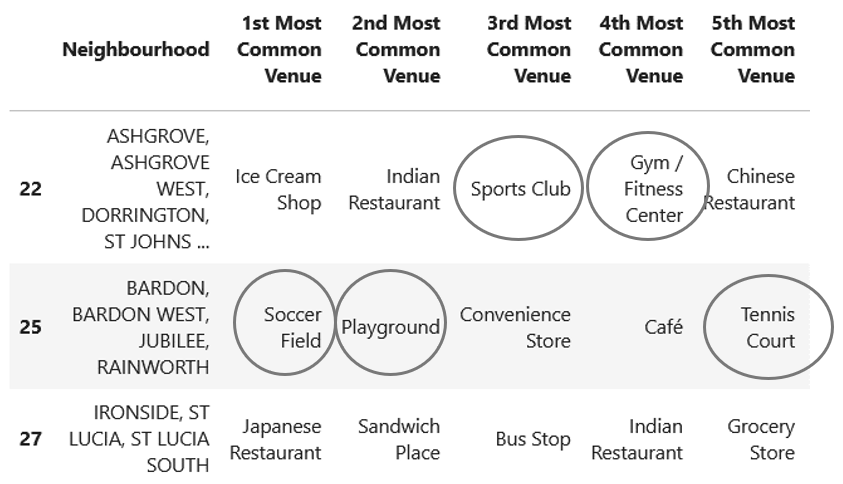 Neighbourhood 1st Most Common Venue 2nd Most Common Venue 3rd Most Common Venue 4th Most Common Venue 5th Most Common Venue
22 ASHGROVE, ASHGROVE WEST, DORRINGTON, ST JOHNS ... Ice Cream Shop Indian Restaurant Sports Club Gym / Fitness Center Chinese Restaurant
25 BARDON, BARDON WEST, JUBILEE, RAINWORTH Soccer Field Playground Convenience Store Café Tennis Court
27 IRONSIDE, ST LUCIA, ST LUCIA SOUTH Japanese Restaurant Sandwich Place Bus Stop Indian Restaurant Grocery Store